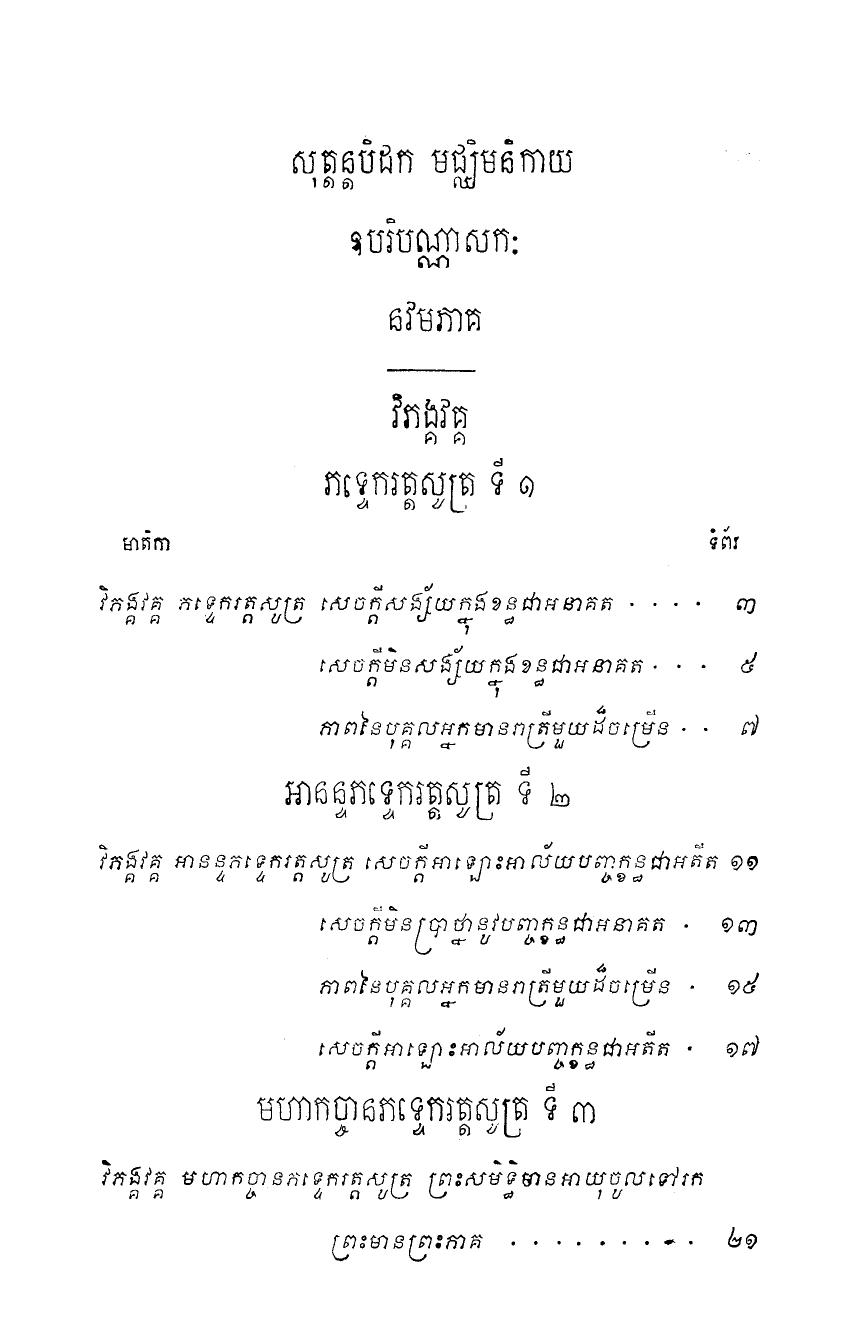 សុត្តន្តបិដក មជ្ឈិមនិកាយ
ឧបរិបណ្ណាសកៈ
នវមភាគ
វិភង្គវគ្គ
ភទ្ទេករត្តសូត្រ ទី ១
មាតិកា ទំព័រ
វិភង្គវគ្គ ភទ្ទេករត្តសូត្រ សេចក្តីសង្ស័យក្នុងខន្ធជាអនាគត · · · · ៣
សេចក្តីមិនសង្ស័យក្នុងខន្ធជាអនាគត · · · ៥
ភាពនៃបុគ្គលអ្នកមានរាត្រីមួយដ៏ចម្រើន · · ៧
អានន្ទភទ្ទេករត្តសូត្រ ទី ២
វិភង្គវគ្គ អានន្ទភទ្ទេករត្តសូត្រ សេចក្តីអាឡោះអាល័យបញ្ចក្ខន្ធជាអតីត ១១
សេចក្តីមិនប្រាថ្នានូវបញ្ចក្ខន្ធជាអនាគត · ១៣
ភាពនៃបុគ្គលអ្នកមានរាត្រីមួយដ៏ចម្រើន · ១៥
សេចក្តីអាឡោះអាល័យបញ្ចក្ខន្ធជាអតីត · ១៧
មហាកច្ចានភទ្ទេករត្តសូត្រ ទី ៣
វិភង្គវគ្គ មហាកច្ចានភទ្ទេករត្តសូត្រ ព្រះសមិទ្ធិមានអាយុចូលទៅរក
ព្រះមានព្រះភាគ · · · · · · · · · ២១